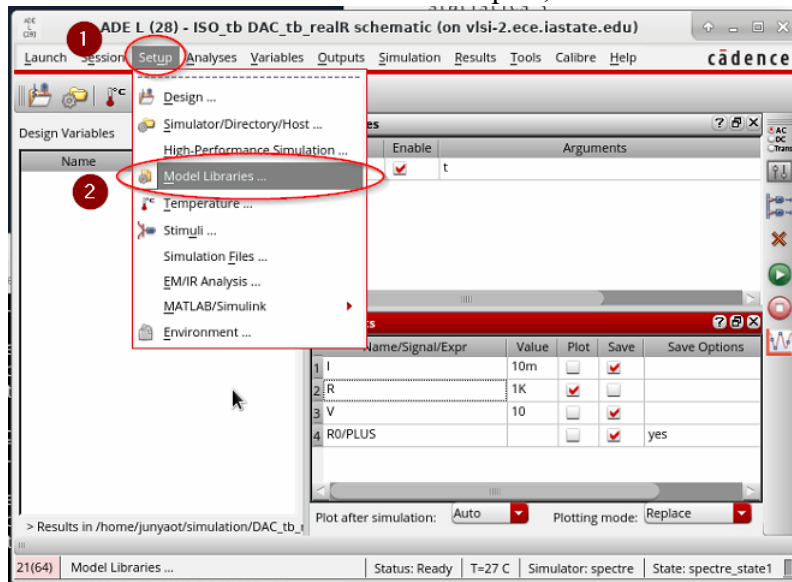 ADE L (28) - ISO_tb DAC_tb_realR schematic (on vlsi-2.ece.iastate.edu)
1
Launch Session Setup Analyses Variables Outputs Simulation Results Tools Calibre Help cādence
Design ...
Simulator/Directory/Host ...
High-Performance Simulation ...
Model Libraries ...
Temperature ...
Stimuli ...
Simulation Files ...
EM/IR Analysis ...
MATLAB/Simulink
Environment ...
Design Variables
Name
2
Enable Arguments
t
AC
DC
Trans
Name/Signal/Expr Value Plot Save Save Options
1 I 10m
2 R 1K
3 V 10
4 R0/PLUS yes
> Results in /home/junyaot/simulation/DAC_tb_r
Plot after simulation: Auto Plotting mode: Replace
21(64) Model Libraries ... Status: Ready T=27 C Simulator: spectre State: spectre_state1